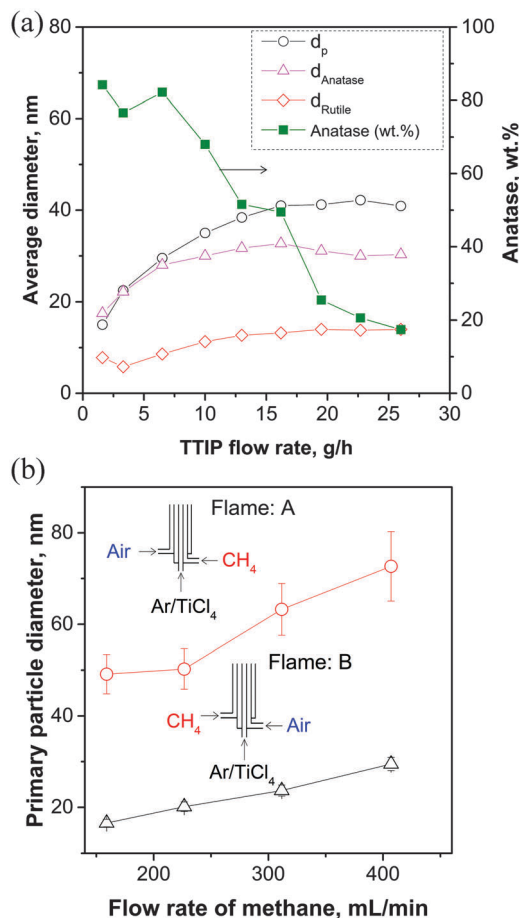 (a)
100
80
60
40
20
0
80
60
40
20
0
0 5 10 15 20 25 30
Average diameter, nm
Anatase, wt.%
TTIP flow rate, g/h
dp
dAnatase
dRutile
Anatase (wt.%)
(b)
Flame: A
Air
CH4
Ar/TiCl4
Flame: B
CH4
Air
Ar/TiCl4
80
60
40
20
200 300 400
Primary particle diameter, nm
Flow rate of methane, mL/min